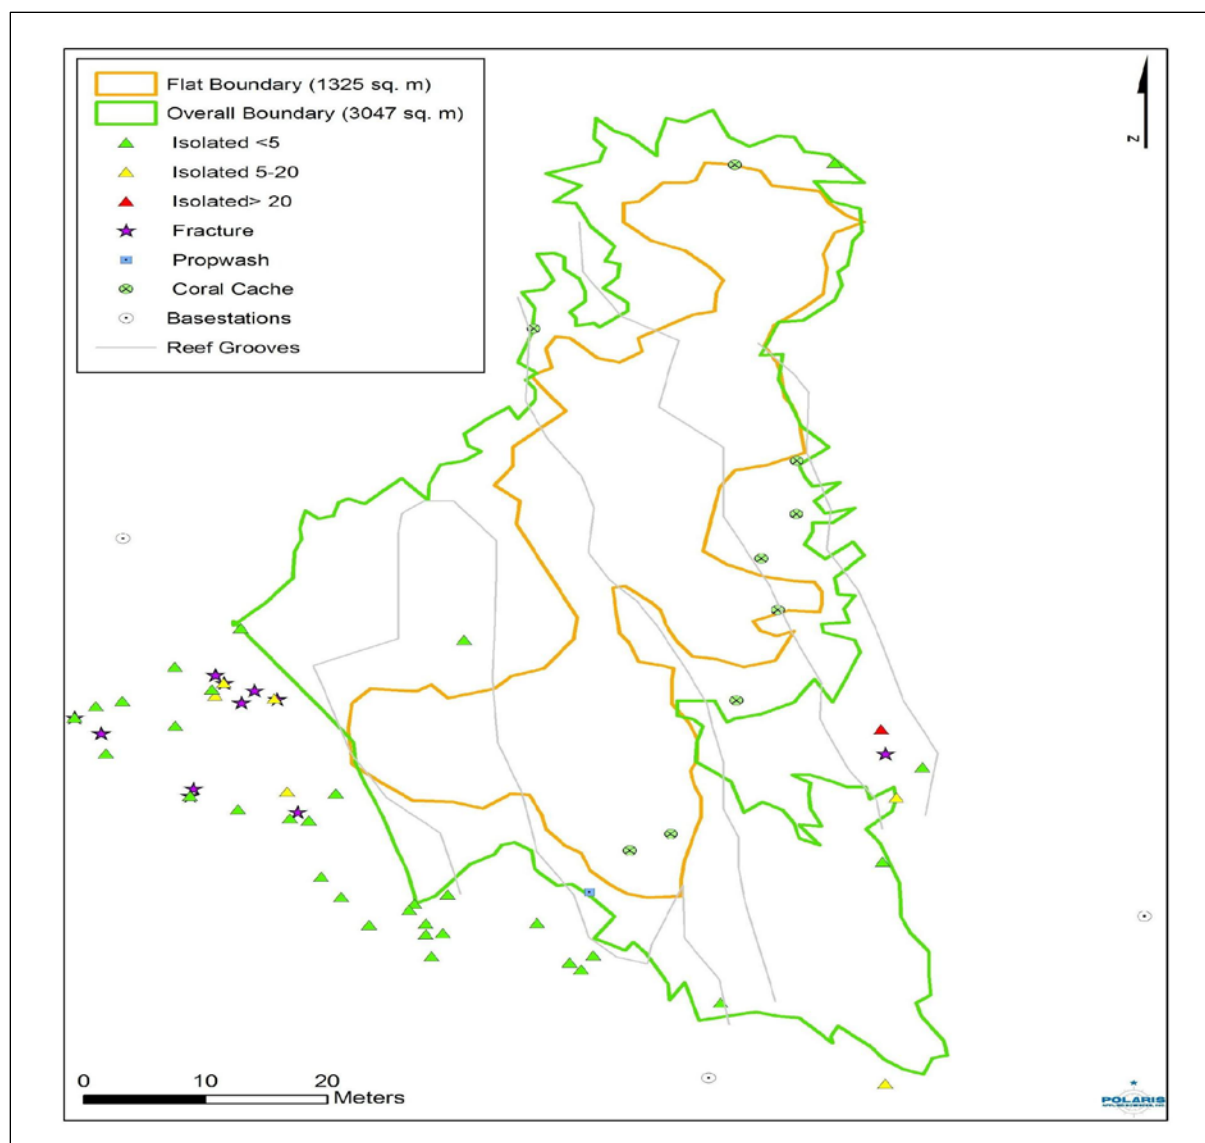 Flat Boundary (1325 sq. m)
Overall Boundary (3047 sq. m)
Isolated <5
Isolated 5-20
Isolated> 20
Fracture
Propwash
Coral Cache
Basestations
Reef Grooves
Z
0 10 20
Meters
POLARIS